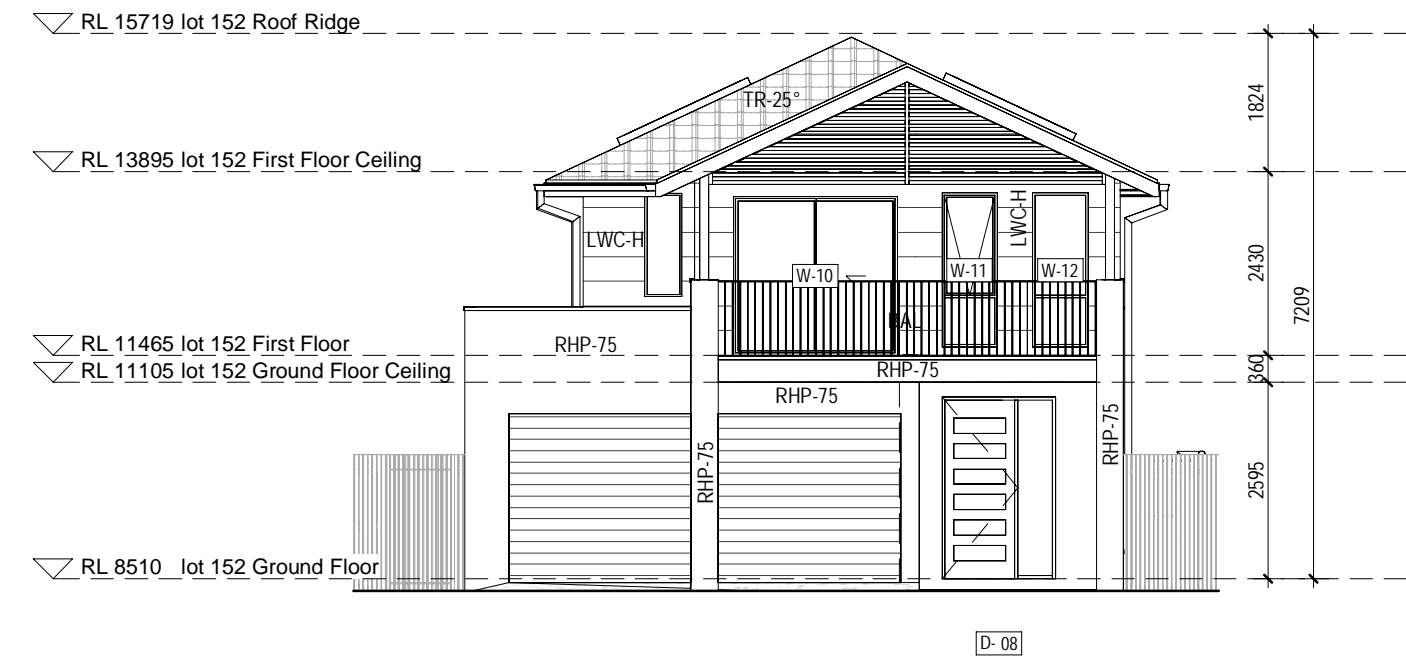 RL 15719 lot 152 Roof Ridge
TR-25°
1824
RL 13895 lot 152 First Floor Ceiling
LWC-H
LWC-H
W-10
W-11
W-12
2430
7209
BAL
RL 11465 lot 152 First Floor
RHP-75
RL 11105 lot 152 Ground Floor Ceiling
RHP-75
360
RHP-75
RHP-75
RHP-75
2595
RL 8510 lot 152 Ground Floor
D- 08